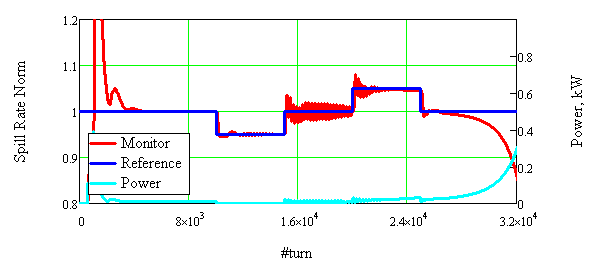 1.2
1.1
1
0.9
0.8
Spill Rate Norm
Monitor
Reference
Power
0.8
0.6
0.4
0.2
0
Power, kW
0
8×10³
1.6×10⁴
2.4×10⁴
3.2×10⁴
#turn